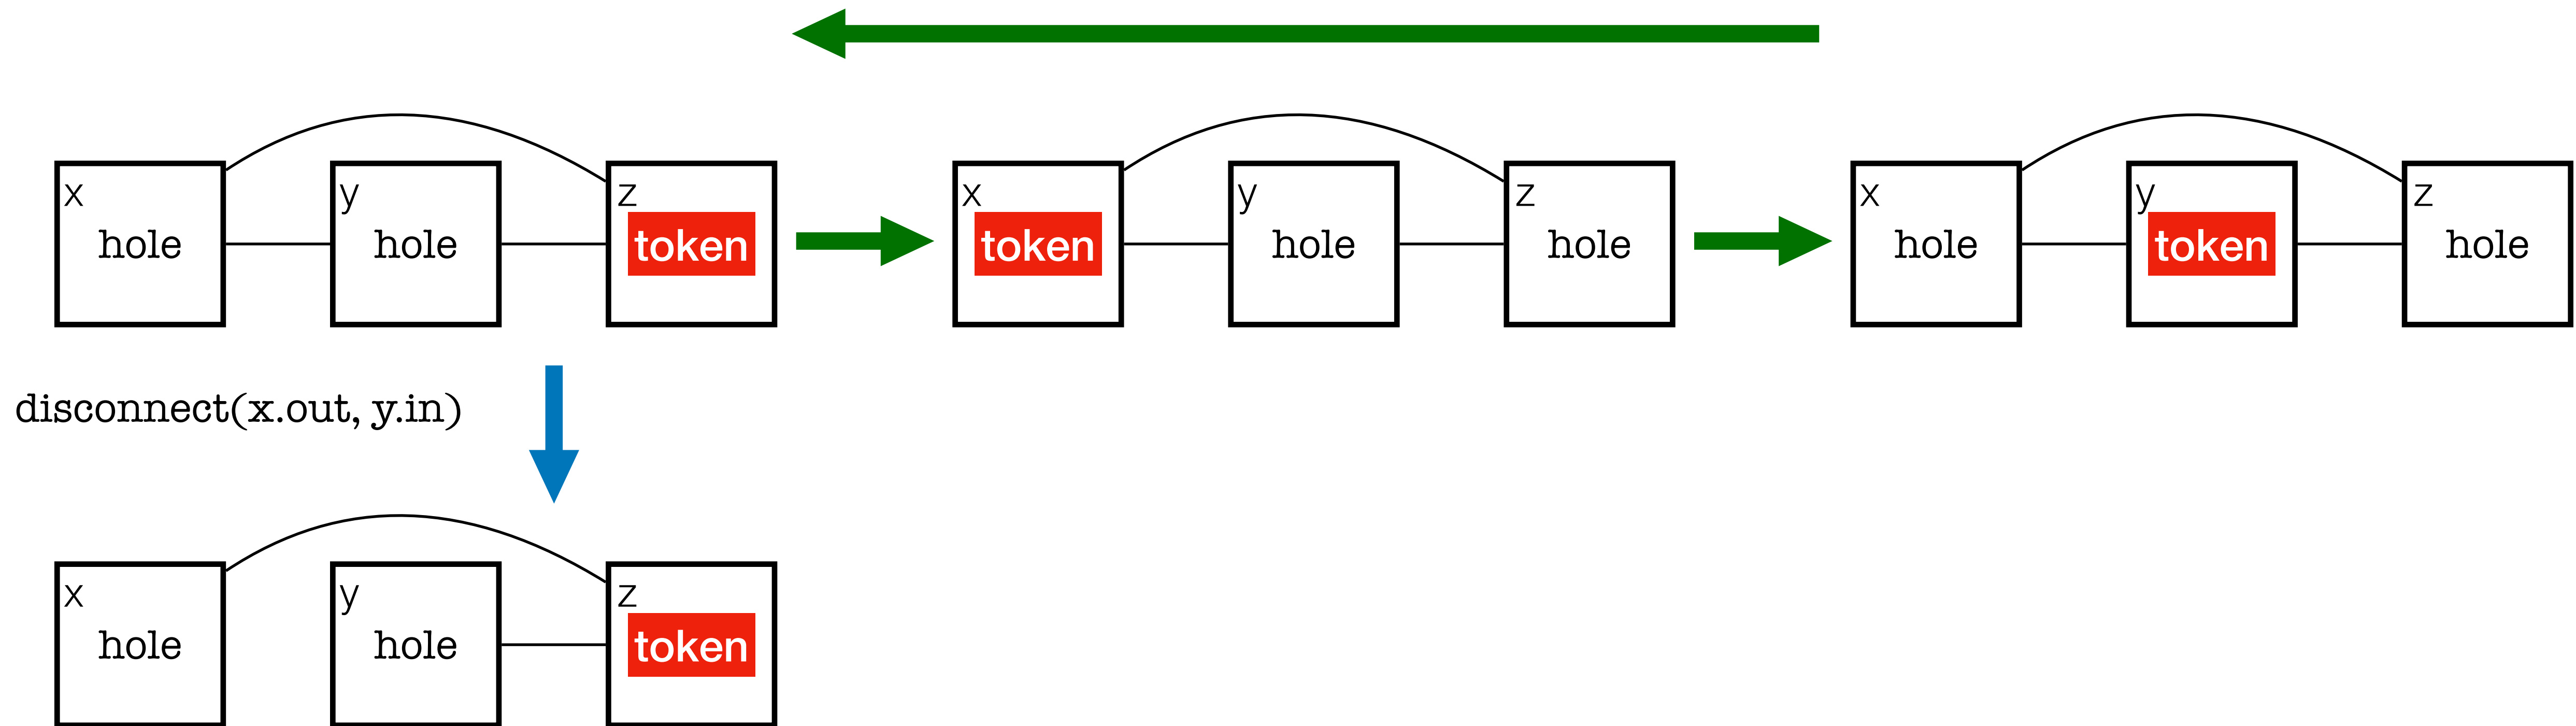 x y z x y z x y z
hole hole token token hole hole hole token hole
disconnect(x.out, y.in)
x y z
hole hole token